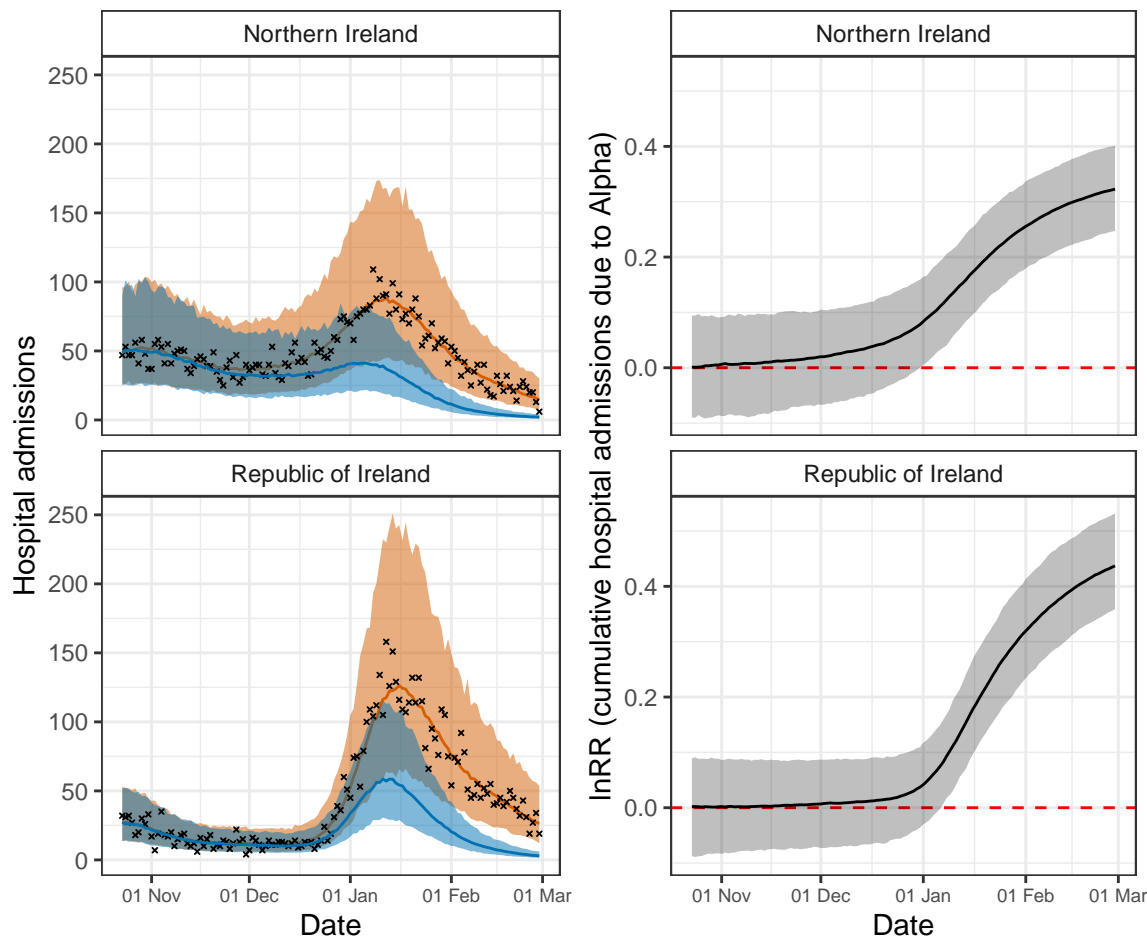 Northern Ireland
Hospital admissions
250
200
150
100
50
0
Republic of Ireland
250
200
150
100
50
0
01 Nov 01 Dec 01 Jan 01 Feb 01 Mar
Date
Northern Ireland
lnRR (cumulative hospital admissions due to Alpha)
0.4
0.2
0.0
Republic of Ireland
0.4
0.2
0.0
01 Nov 01 Dec 01 Jan 01 Feb 01 Mar
Date